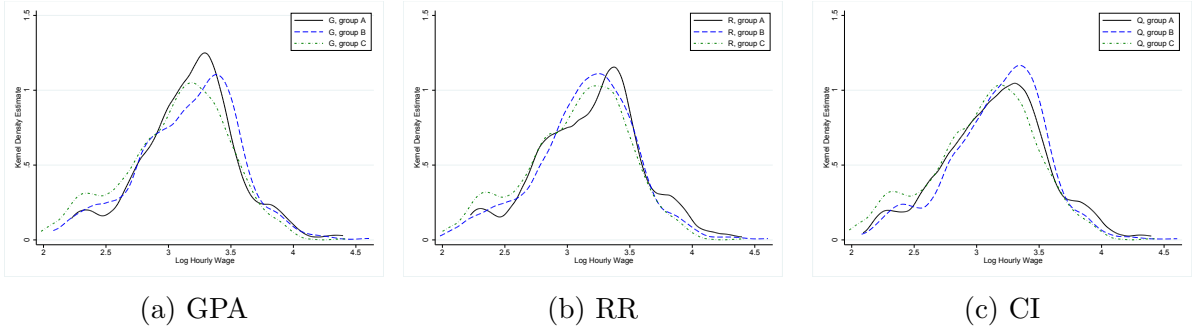 Kernel Density Estimate
0 .5 1 1.5
G, group A
G, group B
G, group C
2 2.5 3 3.5 4 4.5
Log Hourly Wage
(a) GPA
Kernel Density Estimate
0 .5 1 1.5
R, group A
R, group B
R, group C
2 2.5 3 3.5 4 4.5
Log Hourly Wage
(b) RR
Kernel Density Estimate
0 .5 1 1.5
Q, group A
Q, group B
Q, group C
2 2.5 3 3.5 4 4.5
Log Hourly Wage
(c) CI